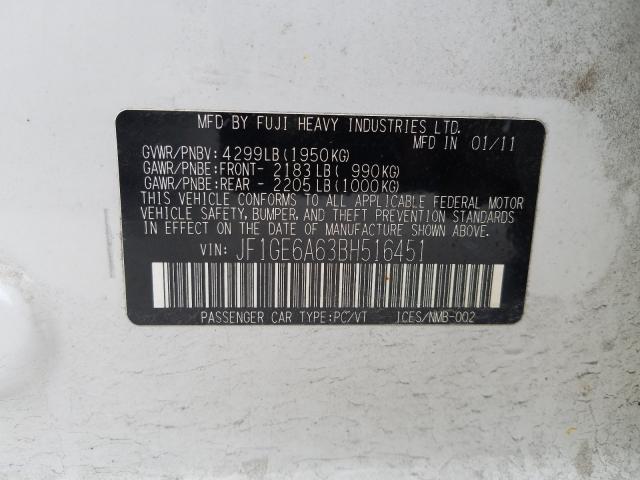 MFD BY FUJI HEAVY INDUSTRIES LTD.
MFD IN 01/11
GVWR/PNBV: 4299LB(1950KG)
GAWR/PNBE:FRONT- 2183LB( 990KG)
GAWR/PNBE:REAR - 2205LB(1000KG)
THIS VEHICLE CONFORMS TO ALL APPLICABLE FEDERAL MOTOR
VEHICLE SAFETY, BUMPER, AND THEFT PREVENTION STANDARDS
IN EFFECT ON THE DATE OF MANUFACTURE SHOWN ABOVE.
VIN: JF1GE6A63BH516451
PASSENGER CAR TYPE:PC/VT ICES/NMB-002